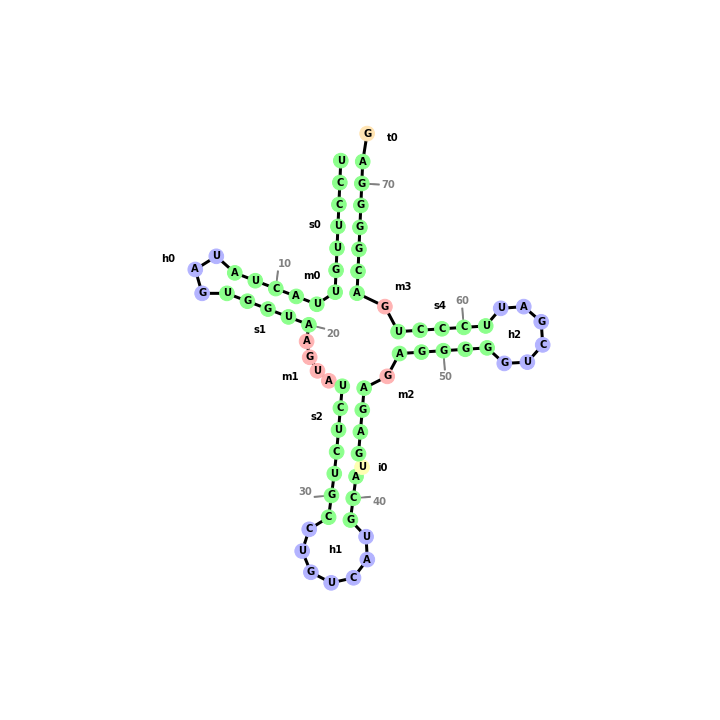 G
t0
U A
C G 70
C G
s0 U G
h0 U U G
A A U 10 C
G U C A m0 G A
G U U m3 G
s1 G U A 20 s4 60 U A G
A m1 G U A U C C C U h2 C
A G G G G G U
50
U A G m2
s2 C G
U A
C G U i0
U A
30 G C 40
C G
C U
U h1 A
G U C